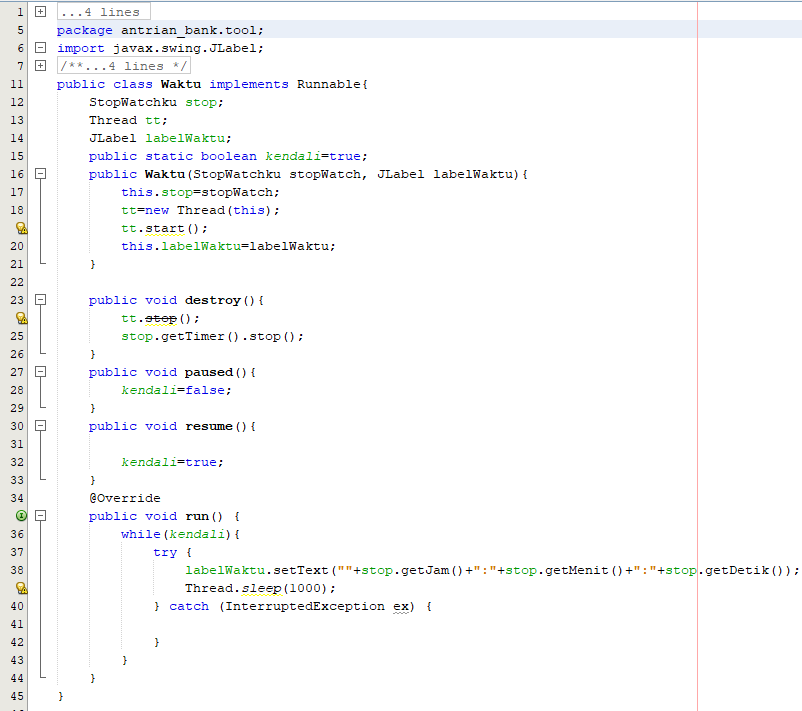 1 ...4 lines
5 package antrian_bank.tool;
6 import javax.swing.JLabel;
7 /**...4 lines */
11 public class Waktu implements Runnable{
12 StopWatchku stop;
13 Thread tt;
14 JLabel labelWaktu;
15 public static boolean kendali=true;
16 public Waktu(StopWatchku stopWatch, JLabel labelWaktu){
17 this.stop=stopWatch;
18 tt=new Thread(this);
tt.start();
20 this.labelWaktu=labelWaktu;
21 }
22
23 public void destroy(){
tt.stop();
25 stop.getTimer().stop();
26 }
27 public void paused(){
28 kendali=false;
29 }
30 public void resume(){
31
32 kendali=true;
33 }
34 @Override
public void run() {
36 while(kendali){
37 try {
38 labelWaktu.setText(""+stop.getJam()+":"+stop.getMenit()+":"+stop.getDetik());
Thread.sleep(1000);
40 } catch (InterruptedException ex) {
41
42 }
43 }
44 }
45 }